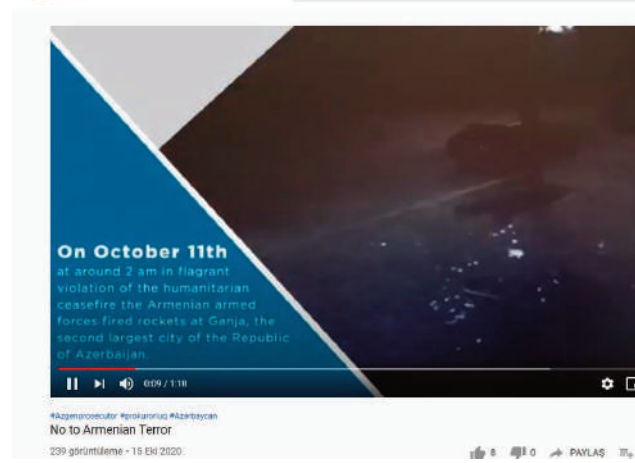 On October 11th
at around 2 am in flagrant
violation of the humanitarian
ceasefire the Armenian armed
forces fired rockets at Ganja, the
second largest city of the Republic
of Azerbaijan.
0:09 / 1:18
#Azgenprosecutor #prokurorluq #Azərbaycan
No to Armenian Terror
239 görüntüleme • 15 Eki 2020
8 0 PAYLAŞ